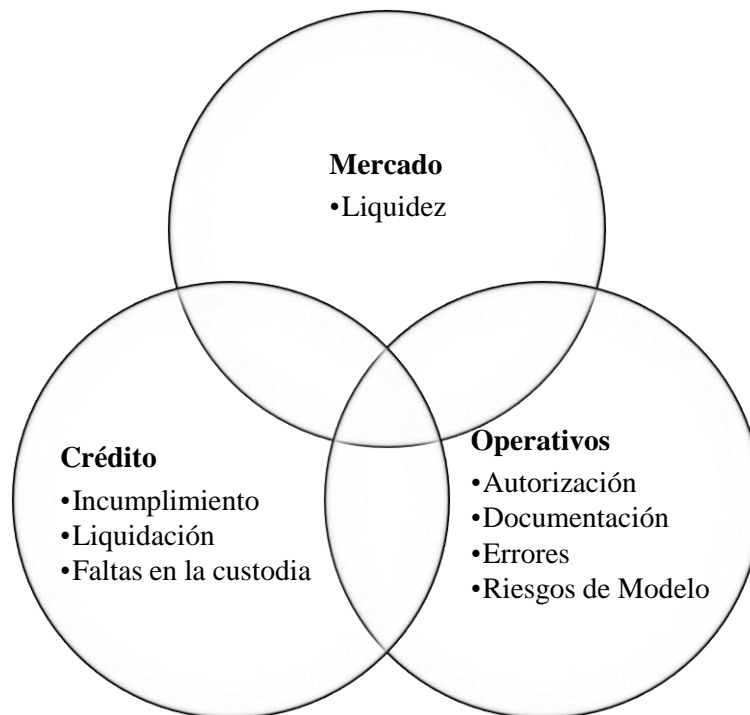 Mercado
•Liquidez
Crédito
•Incumplimiento
•Liquidación
•Faltas en la custodia
Operativos
•Autorización
•Documentación
•Errores
•Riesgos de Modelo